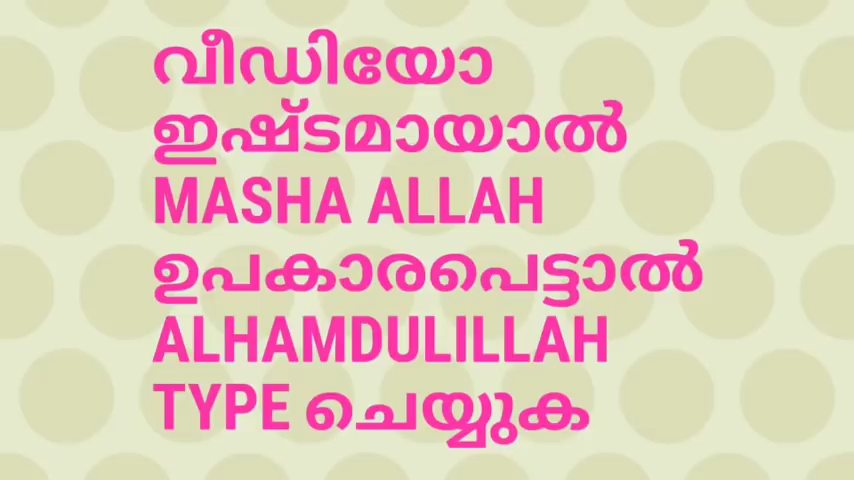 വീഡിയോ
ഇഷ്ടമായാൽ
MASHA ALLAH
ഉപകാരപെട്ടാൽ
ALHAMDULILLAH
TYPE ചെയ്യുക